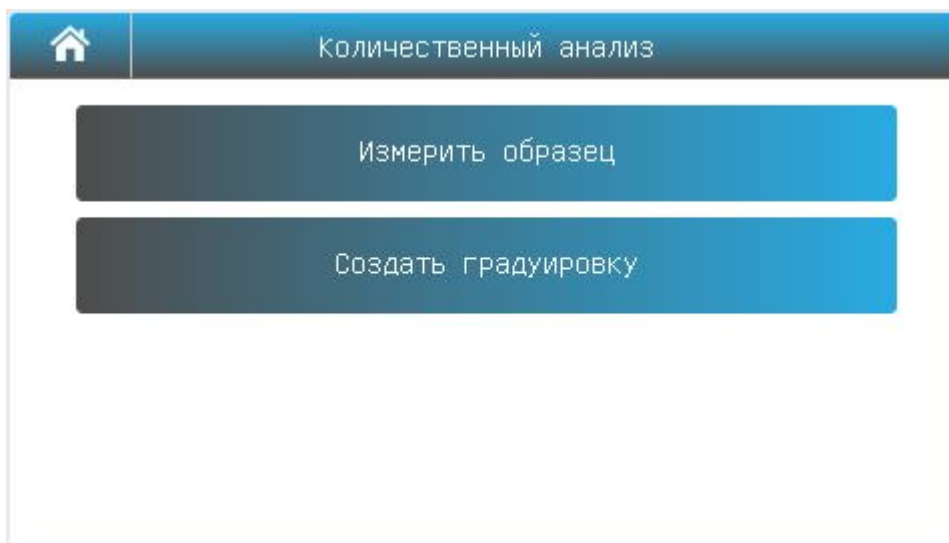 Количественный анализ
Измерить образец
Создать градуировку